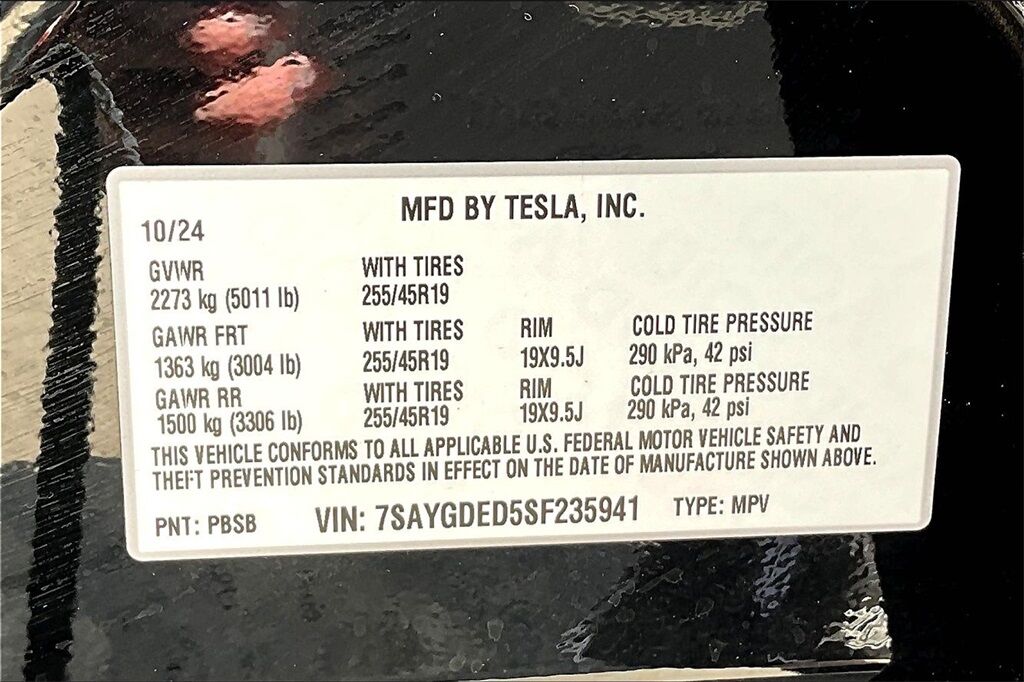 MFD BY TESLA, INC.
10/24
GVWR WITH TIRES
2273 kg (5011 lb) 255/45R19
GAWR FRT WITH TIRES RIM COLD TIRE PRESSURE
1363 kg (3004 lb) 255/45R19 19X9.5J 290 kPa, 42 psi
GAWR RR WITH TIRES RIM COLD TIRE PRESSURE
1500 kg (3306 lb) 255/45R19 19X9.5J 290 kPa, 42 psi
THIS VEHICLE CONFORMS TO ALL APPLICABLE U.S. FEDERAL MOTOR VEHICLE SAFETY AND
THEFT PREVENTION STANDARDS IN EFFECT ON THE DATE OF MANUFACTURE SHOWN ABOVE.
PNT: PBSB VIN: 7SAYGDED5SF235941 TYPE: MPV